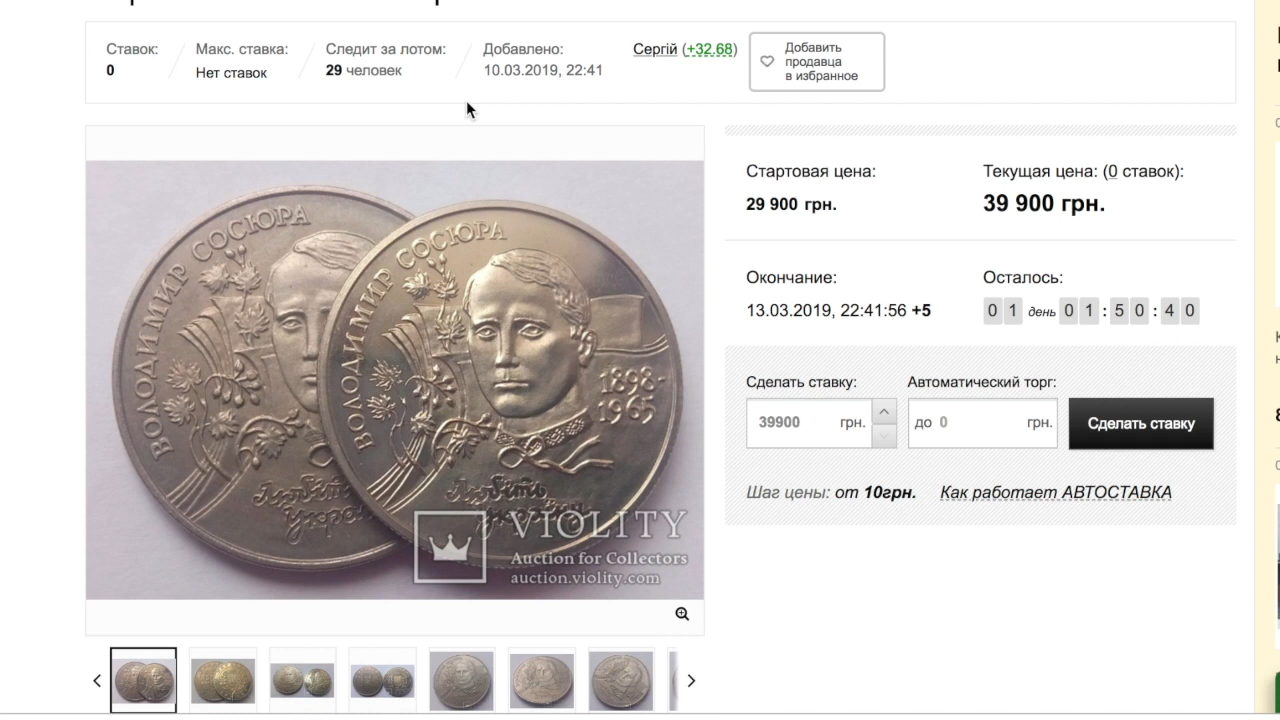 Ставок:
0
Макс. ставка:
Нет ставок
Следит за лотом:
29 человек
Добавлено:
10.03.2019, 22:41
Сергій (+32.68)
Добавить
продавца
в избранное
Стартовая цена:
29 900 грн.
Текущая цена: (0 ставок):
39 900 грн.
Окончание:
13.03.2019, 22:41:56 +5
Осталось:
01 день 01:50:40
Сделать ставку:
39900 грн.
Автоматический торг:
до 0 грн.
Сделать ставку
Шаг цены: от 10грн.
Как работает АВТОСТАВКА
ВОЛОДИМИР СОСЮРА
ВОЛОДИМИР СОСЮРА
1898-
1965
Любіть
Україну
VIOLITY
Auction for Collectors
auction.violity.com